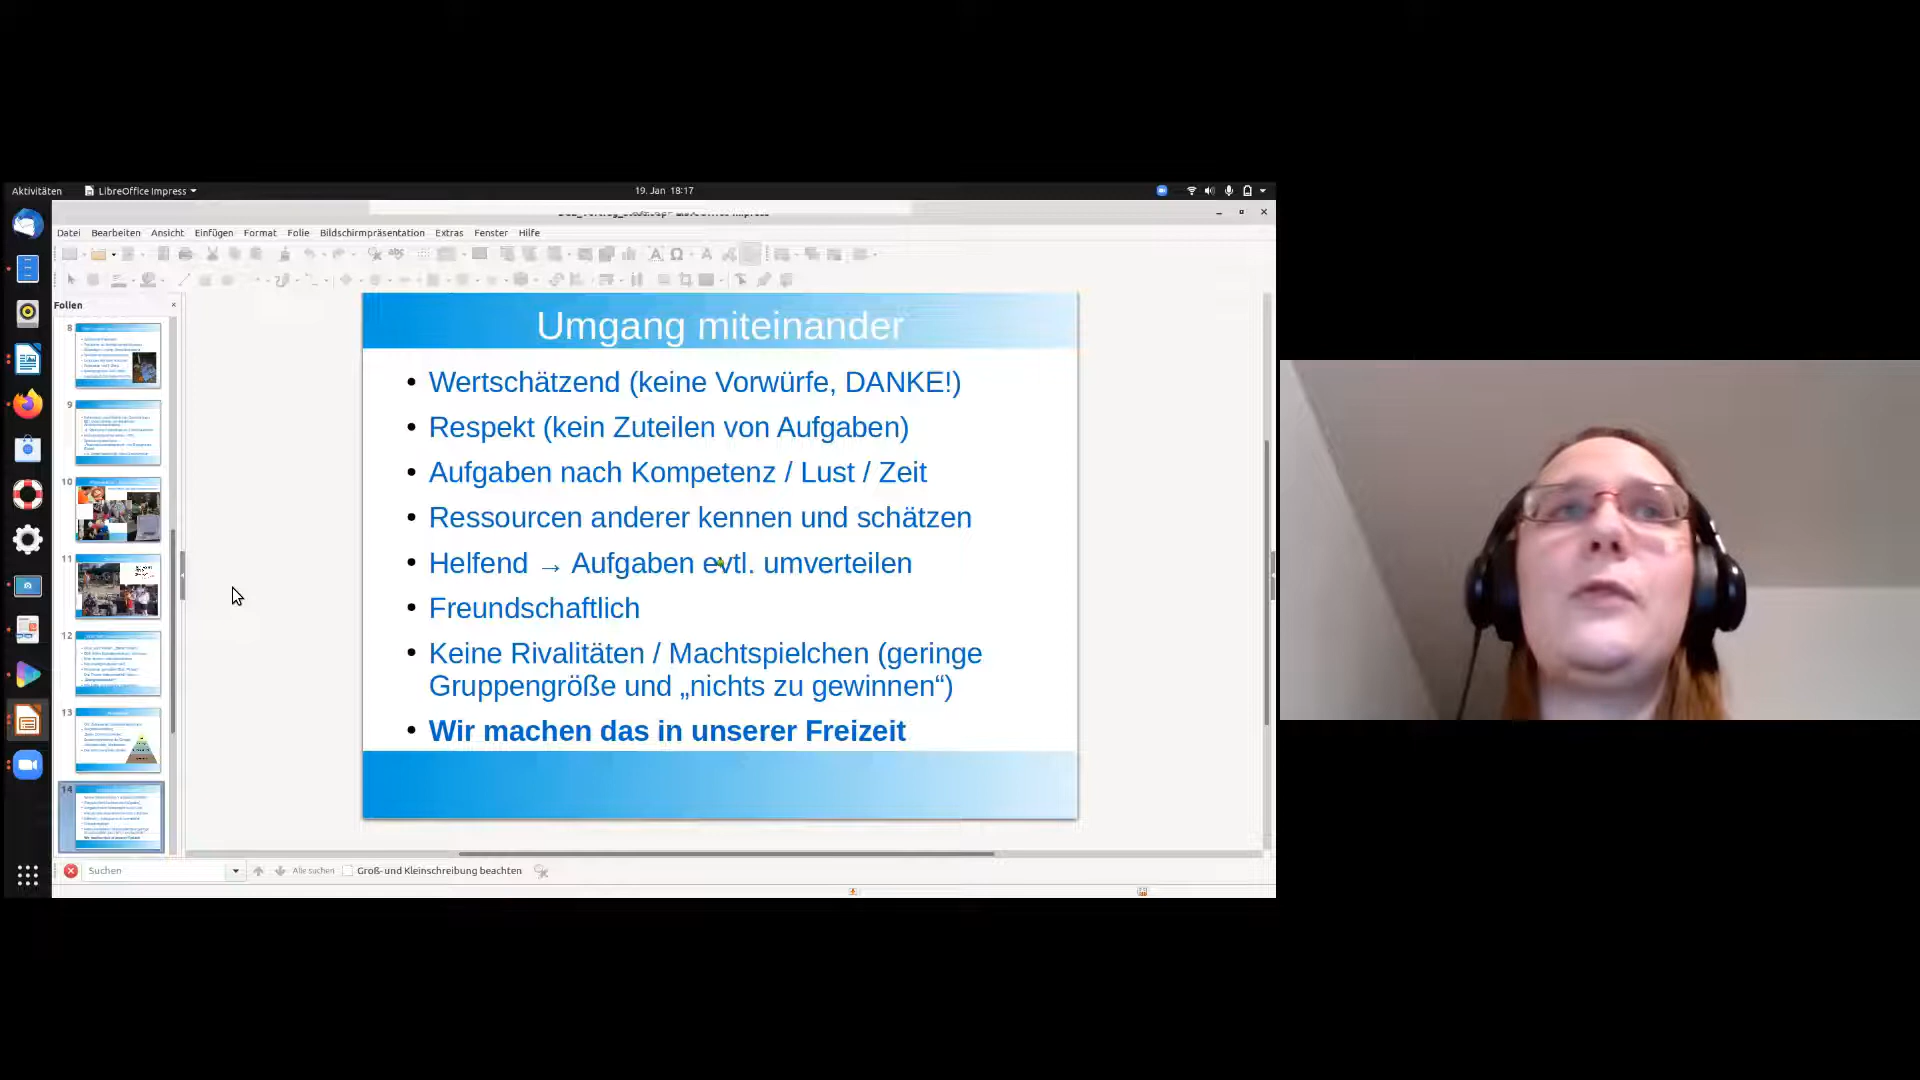 Aktivitäten
LibreOffice Impress
19. Jan 18:17
Datei Bearbeiten Ansicht Einfügen Format Folie Bildschirmpräsentation Extras Fenster Hilfe
Folien
8
9
10
11
12
13
14
Umgang miteinander
• Wertschätzend (keine Vorwürfe, DANKE!)
• Respekt (kein Zuteilen von Aufgaben)
• Aufgaben nach Kompetenz / Lust / Zeit
• Ressourcen anderer kennen und schätzen
• Helfend → Aufgaben evtl. umverteilen
• Freundschaftlich
• Keine Rivalitäten / Machtspielchen (geringe
Gruppengröße und „nichts zu gewinnen“)
• Wir machen das in unserer Freizeit
Suchen
Alle suchen
Groß- und Kleinschreibung beachten